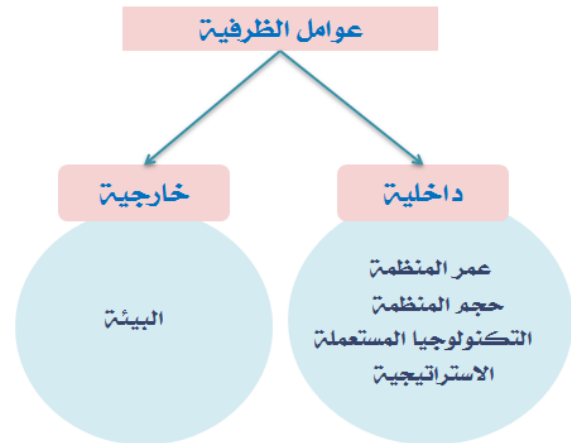 عوامل الظرفية
داخلية
عمر المنظمة
حجم المنظمة
التكنولوجيا المستعملة
الاستراتيجية
خارجية
البيئة